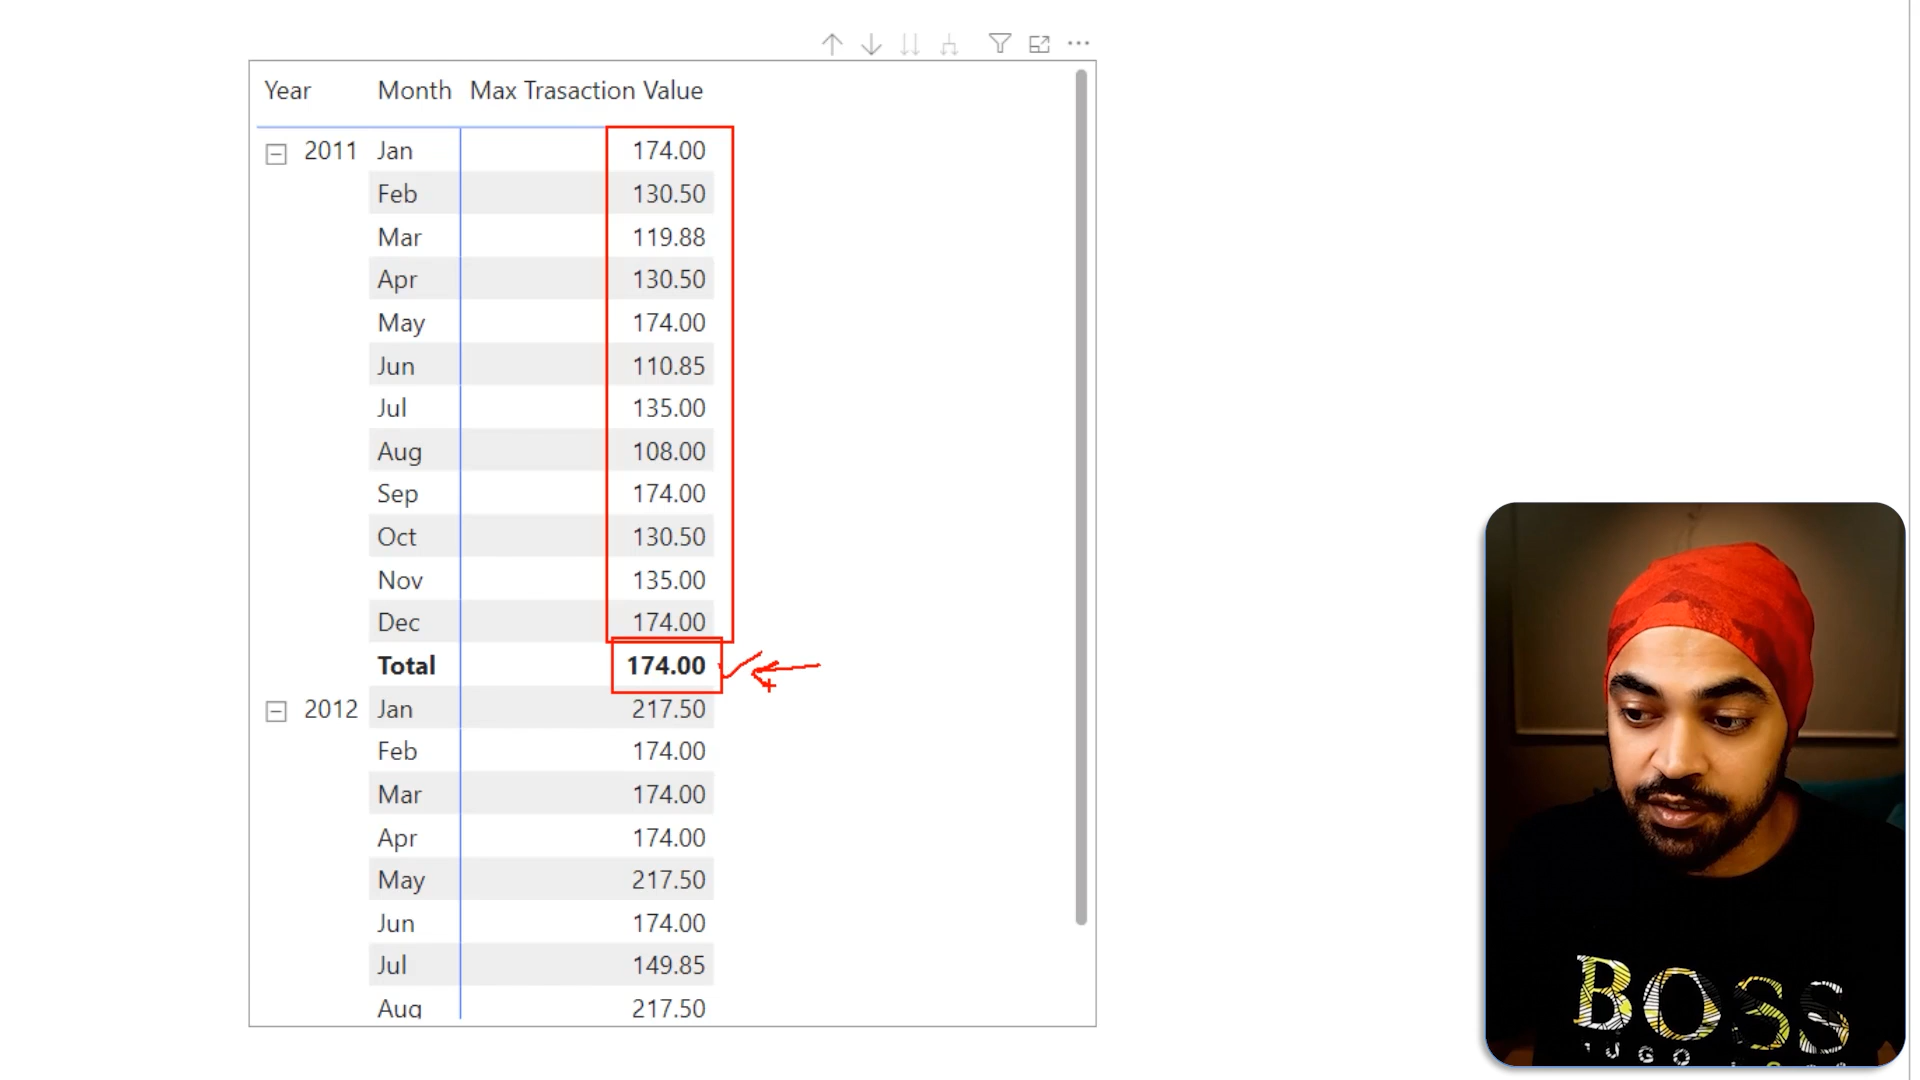 Year Month Max Trasaction Value
2011 Jan 174.00
Feb 130.50
Mar 119.88
Apr 130.50
May 174.00
Jun 110.85
Jul 135.00
Aug 108.00
Sep 174.00
Oct 130.50
Nov 135.00
Dec 174.00
Total 174.00
2012 Jan 217.50
Feb 174.00
Mar 174.00
Apr 174.00
May 217.50
Jun 174.00
Jul 149.85
Aug 217.50
BOSS